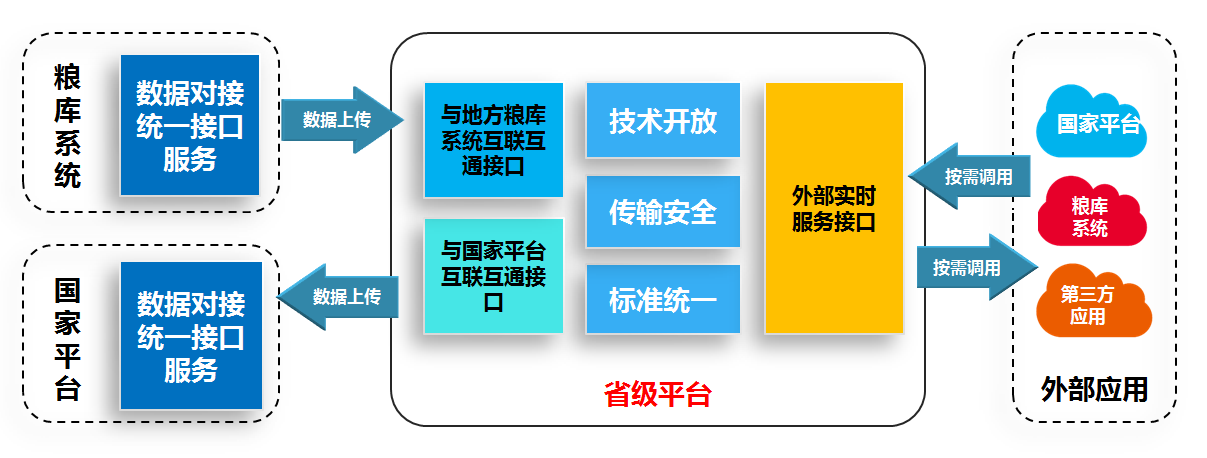 粮库系统
数据对接
统一接口
服务
数据上传
国家平台
数据对接
统一接口
服务
数据上传
与地方粮库
系统互联互
通接口
与国家平台
互联互通接
口
技术开放
传输安全
标准统一
外部实时
服务接口
省级平台
按需调用
按需调用
国家平台
粮库
系统
第三方
应用
外部应用